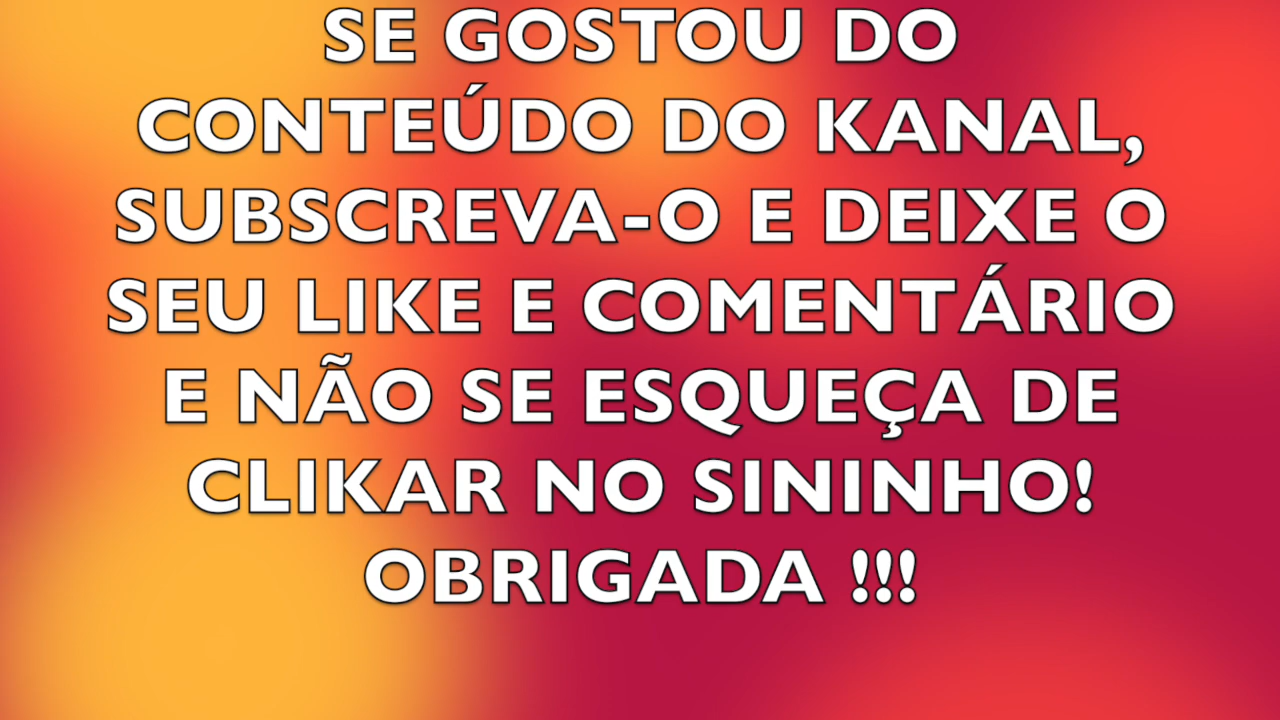 SE GOSTOU DO
CONTEÚDO DO KANAL,
SUBSCREVA-O E DEIXE O
SEU LIKE E COMENTÁRIO
E NÃO SE ESQUEÇA DE
CLIKAR NO SININHO!
OBRIGADA !!!